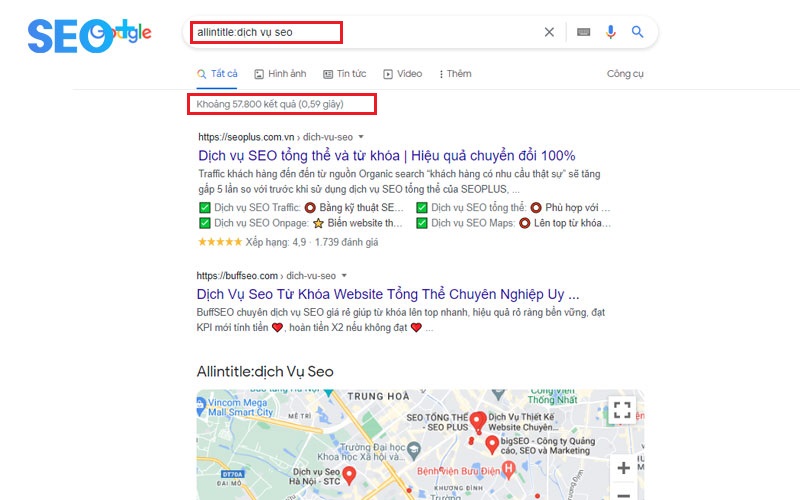 SEO+
Google
allintitle:dịch vụ seo
Tất cả
Hình ảnh
Tin tức
Video
Thêm
Công cụ
Khoảng 57.800 kết quả (0,59 giây)
https://seoplus.com.vn › dich-vu-seo
Dịch vụ SEO tổng thể và từ khóa | Hiệu quả chuyển đổi 100%
Traffic khách hàng đến đến từ nguồn Organic search “khách hàng có nhu cầu thật sự” sẽ tăng
gấp 5 lần so với trước khi sử dụng dịch vụ SEO tổng thể của SEOPLUS, ...
✅ Dịch vụ SEO Traffic: ⭕ Bằng kỹ thuật SE... ✅ Dịch vụ SEO tổng thể: ⭕ Phù hợp với ...
✅ Dịch vụ SEO Onpage: ⭐ Biến website th... ✅ Dịch vụ SEO Maps: ⭕ Lên top từ khóa...
★★★★★ Xếp hạng: 4,9 · 1.739 đánh giá
https://buffseo.com › dich-vu-seo
Dịch Vụ Seo Từ Khóa Website Tổng Thể Chuyên Nghiệp Uy ...
BuffSEO chuyên dịch vụ SEO giá rẻ giúp từ khóa lên top nhanh, hiệu quả rõ ràng bền vững, đạt
KPI mới tính tiền ❤️, hoàn tiền X2 nếu không đạt ❤️ ...
Allintitle:dịch Vụ Seo
Công viên
Thống Nhất
TRUNG HOÀ
Vincom Mega
Mall Smart City
MỄ TRÌ
SEO TỔNG THỂ
- SEO PLUS
Dịch Vụ Thiết Kế
Website Chuyên...
bigSEO - Công ty Quảng
cáo, SEO và Marketing
Trường Đại học
Khoa học Xã hội và...
Bệnh viện Bưu Điện
ĐT70A
Dịch vụ Seo
Hà Nội - STC
KHƯƠNG ĐÌNH